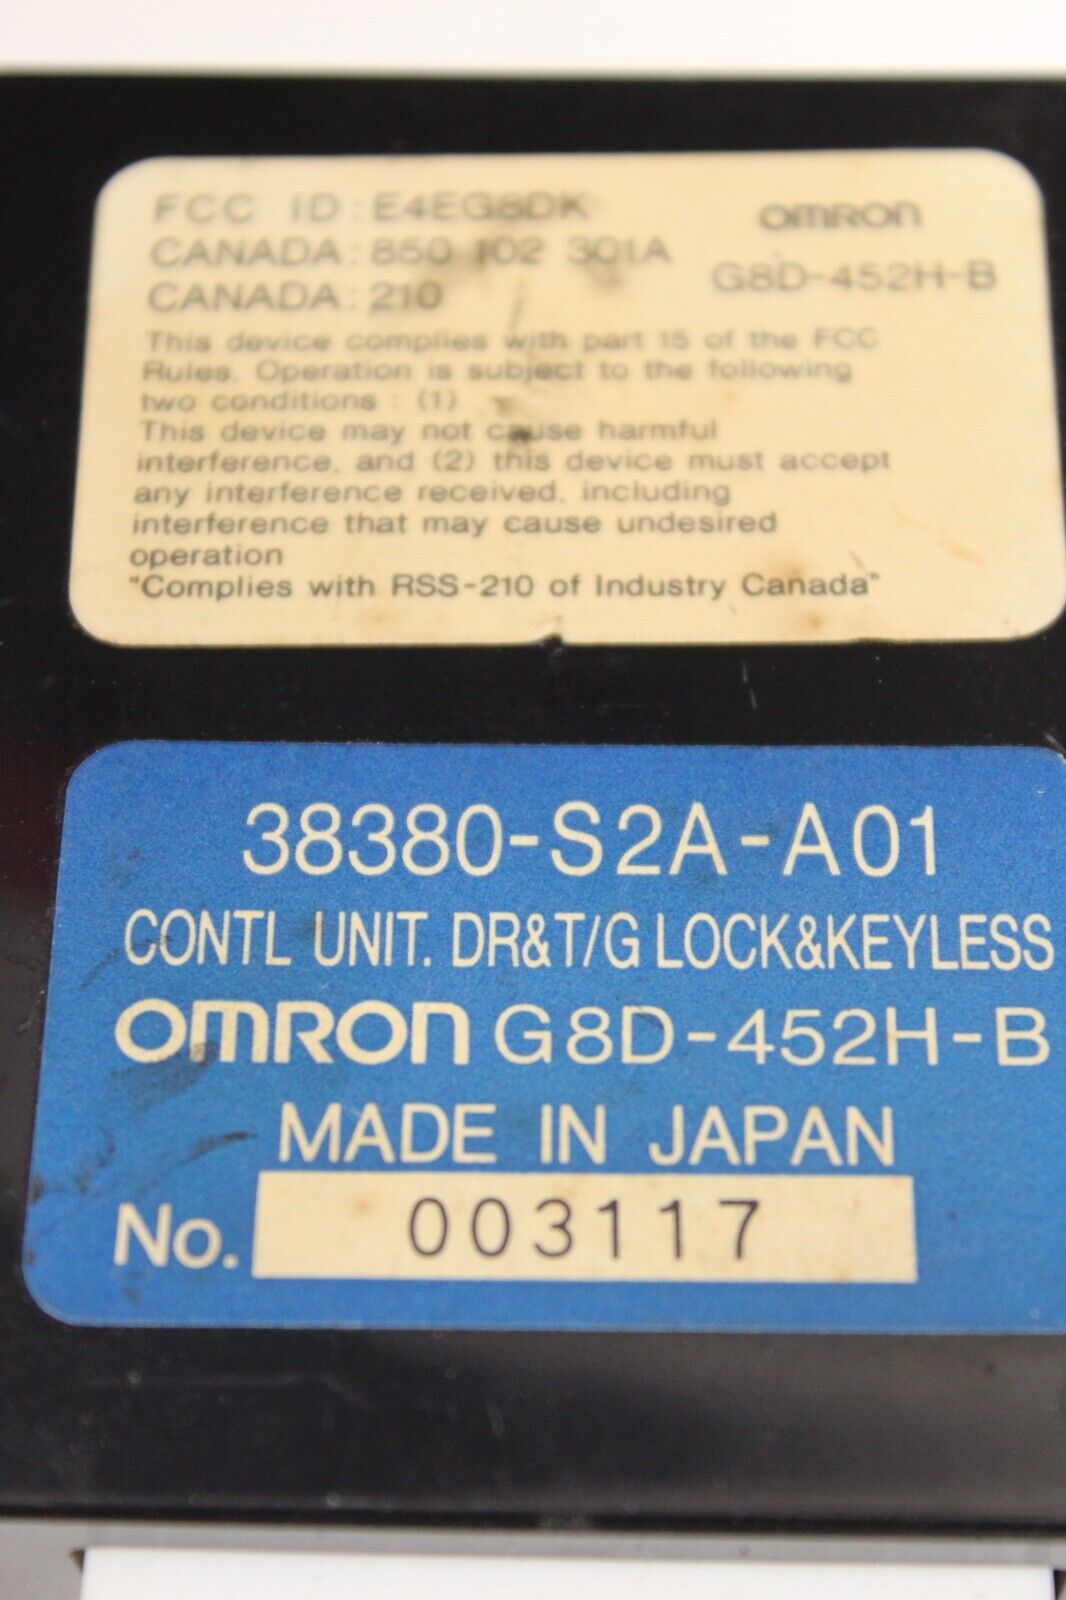 FCC ID : E4EG8DK
CANADA : 850 102 301A
CANADA : 210
OMRON
G8D-452H-B
This device complies with part 15 of the FCC
Rules. Operation is subject to the following
two conditions : (1)
This device may not cause harmful
interference, and (2) this device must accept
any interference received, including
interference that may cause undesired
operation
"Complies with RSS-210 of Industry Canada"
38380-S2A-A01
CONTL UNIT. DR&T/G LOCK&KEYLESS
OMRON G8D-452H-B
MADE IN JAPAN
No. 003117